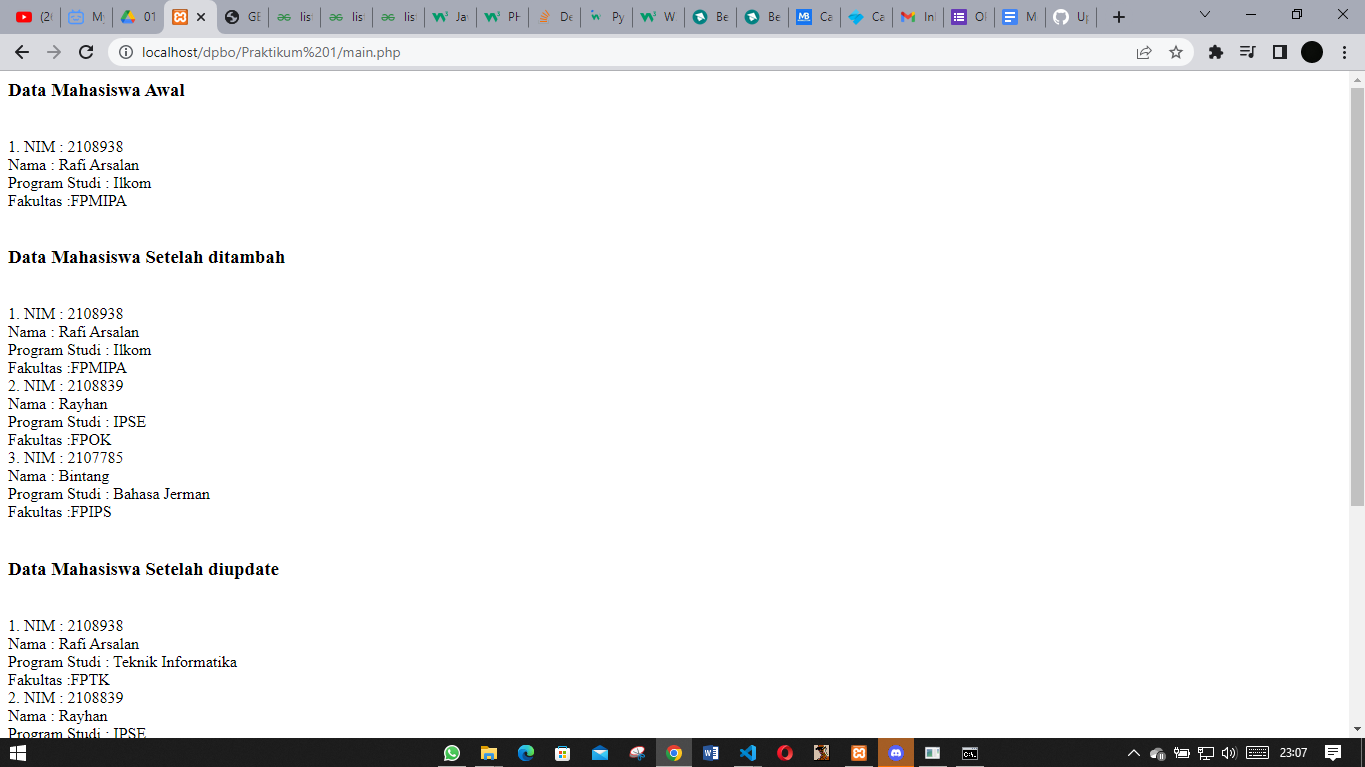 (20
My
01
GE
lis
lis
lis
Ja
PH
De
Py
W
Be
Be
Ca
Ca
In
Ol
M
Up
localhost/dpbo/Praktikum%201/main.php
Data Mahasiswa Awal
1. NIM : 2108938
Nama : Rafi Arsalan
Program Studi : Ilkom
Fakultas :FPMIPA
Data Mahasiswa Setelah ditambah
1. NIM : 2108938
Nama : Rafi Arsalan
Program Studi : Ilkom
Fakultas :FPMIPA
2. NIM : 2108839
Nama : Rayhan
Program Studi : IPSE
Fakultas :FPOK
3. NIM : 2107785
Nama : Bintang
Program Studi : Bahasa Jerman
Fakultas :FPIPS
Data Mahasiswa Setelah diupdate
1. NIM : 2108938
Nama : Rafi Arsalan
Program Studi : Teknik Informatika
Fakultas :FPTK
2. NIM : 2108839
Nama : Rayhan
Program Studi : IPSE
23:07